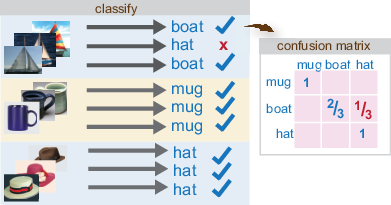 classify
boat
hat x
boat
mug
mug
mug
hat
hat
hat
confusion matrix
mug boat hat
mug 1
boat 2/3 1/3
hat 1